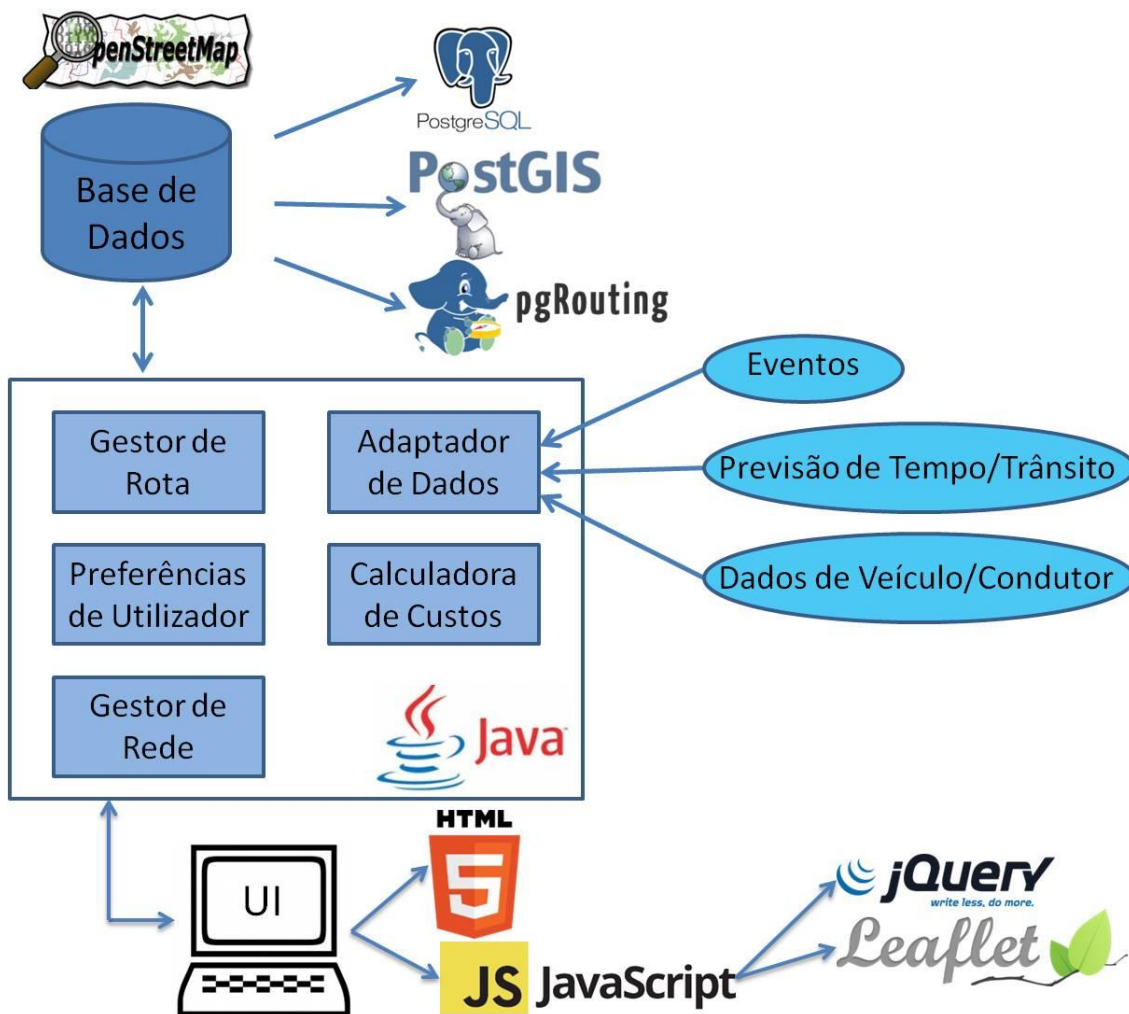 OpenStreetMap
PostgreSQL
Base de
Dados
PostGIS
pgRouting
Eventos
Gestor de
Rota
Adaptador
de Dados
Previsão de Tempo/Trânsito
Preferências
de Utilizador
Calculadora
de Custos
Dados de Veículo/Condutor
Gestor de
Rede
Java™
HTML
5
UI
jQuery
write less, do more.
Leaflet
JS JavaScript